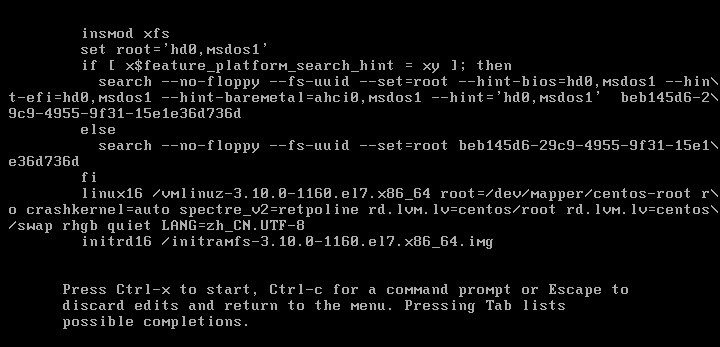 insmod xfs
set root='hd0,msdos1'
if [ x$feature_platform_search_hint = xy ]; then
search --no-floppy --fs-uuid --set=root --hint-bios=hd0,msdos1 --hin\
t-efi=hd0,msdos1 --hint-baremetal=ahci0,msdos1 --hint='hd0,msdos1'  beb145d6-2\
9c9-4955-9f31-15e1e36d736d
else
search --no-floppy --fs-uuid --set=root beb145d6-29c9-4955-9f31-15e1\
e36d736d
fi
linux16 /vmlinuz-3.10.0-1160.el7.x86_64 root=/dev/mapper/centos-root r\
o crashkernel=auto spectre_v2=retpoline rd.lvm.lv=centos/root rd.lvm.lv=centos\
/swap rhgb quiet LANG=zh_CN.UTF-8
initrd16 /initramfs-3.10.0-1160.el7.x86_64.img
Press Ctrl-x to start, Ctrl-c for a command prompt or Escape to
discard edits and return to the menu. Pressing Tab lists
possible completions.